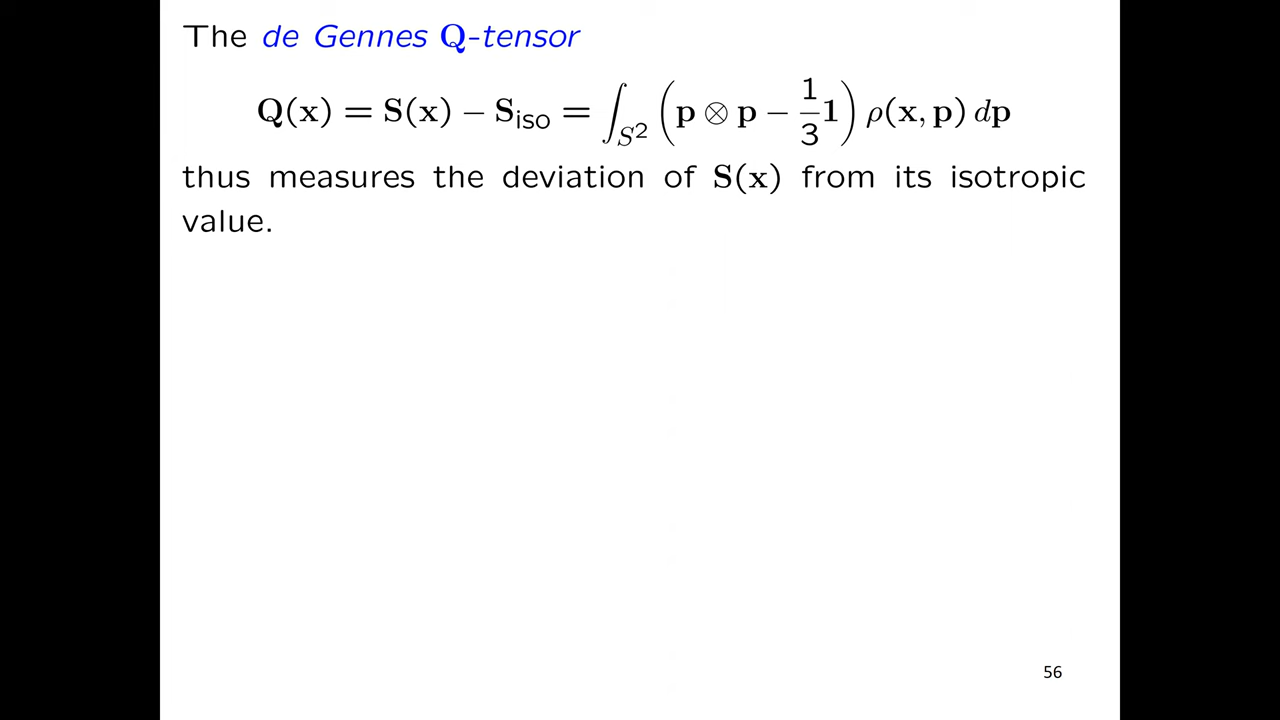 The de Gennes Q-tensor
Q(x) = S(x) − S_iso = ∫_{S²} (p ⊗ p − 1/3 1) ρ(x, p) dp
thus measures the deviation of S(x) from its isotropic
value.
56